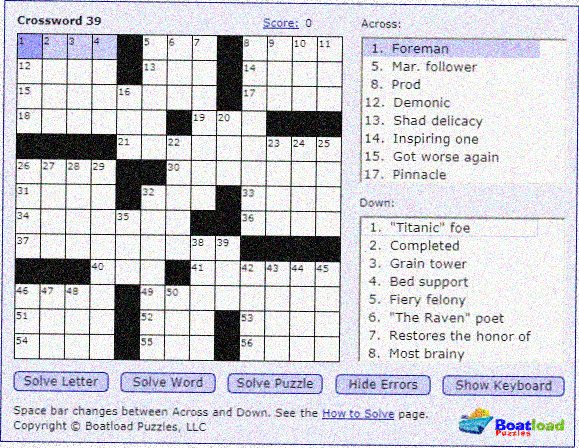 Crossword 39
Score: 0
1 2 3 4 5 6 7 8 9 10 11
12 13 14
15 16 17
18 19 20
21 22 23 24 25
26 27 28 29 30
31 32 33
34 35 36
37 38 39
40 41 42 43 44 45
46 47 48 49 50
51 52 53
54 55 56
Across:
1. Foreman
5. Mar. follower
8. Prod
12. Demonic
13. Shad delicacy
14. Inspiring one
15. Got worse again
17. Pinnacle
Down:
1. "Titanic" foe
2. Completed
3. Grain tower
4. Bed support
5. Fiery felony
6. "The Raven" poet
7. Restores the honor of
8. Most brainy
Solve Letter Solve Word Solve Puzzle Hide Errors Show Keyboard
Space bar changes between Across and Down. See the How to Solve page.
Copyright © Boatload Puzzles, LLC
Boatload
Puzzles